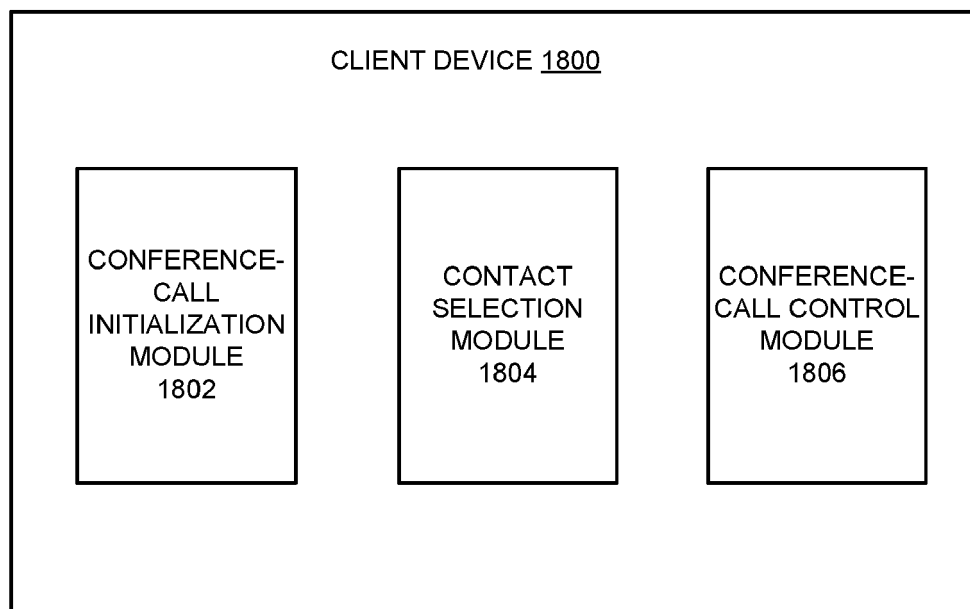 CLIENT DEVICE 1800
CONFERENCE-
CALL
INITIALIZATION
MODULE
1802
CONTACT
SELECTION
MODULE
1804
CONFERENCE-
CALL CONTROL
MODULE
1806